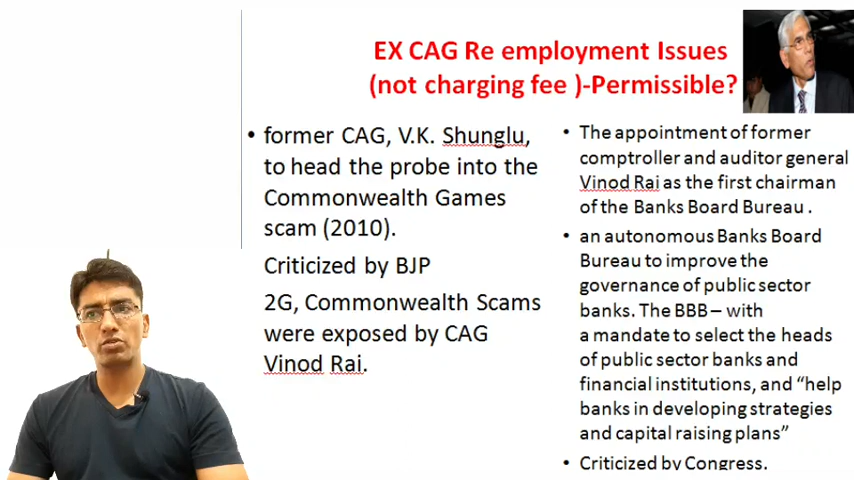 EX CAG Re employment Issues
(not charging fee )-Permissible?
• former CAG, V.K. Shunglu,
to head the probe into the
Commonwealth Games
scam (2010).
Criticized by BJP
2G, Commonwealth Scams
were exposed by CAG
Vinod Rai.
• The appointment of former
comptroller and auditor general
Vinod Rai as the first chairman
of the Banks Board Bureau .
• an autonomous Banks Board
Bureau to improve the
governance of public sector
banks. The BBB – with
a mandate to select the heads
of public sector banks and
financial institutions, and “help
banks in developing strategies
and capital raising plans”
• Criticized by Congress.